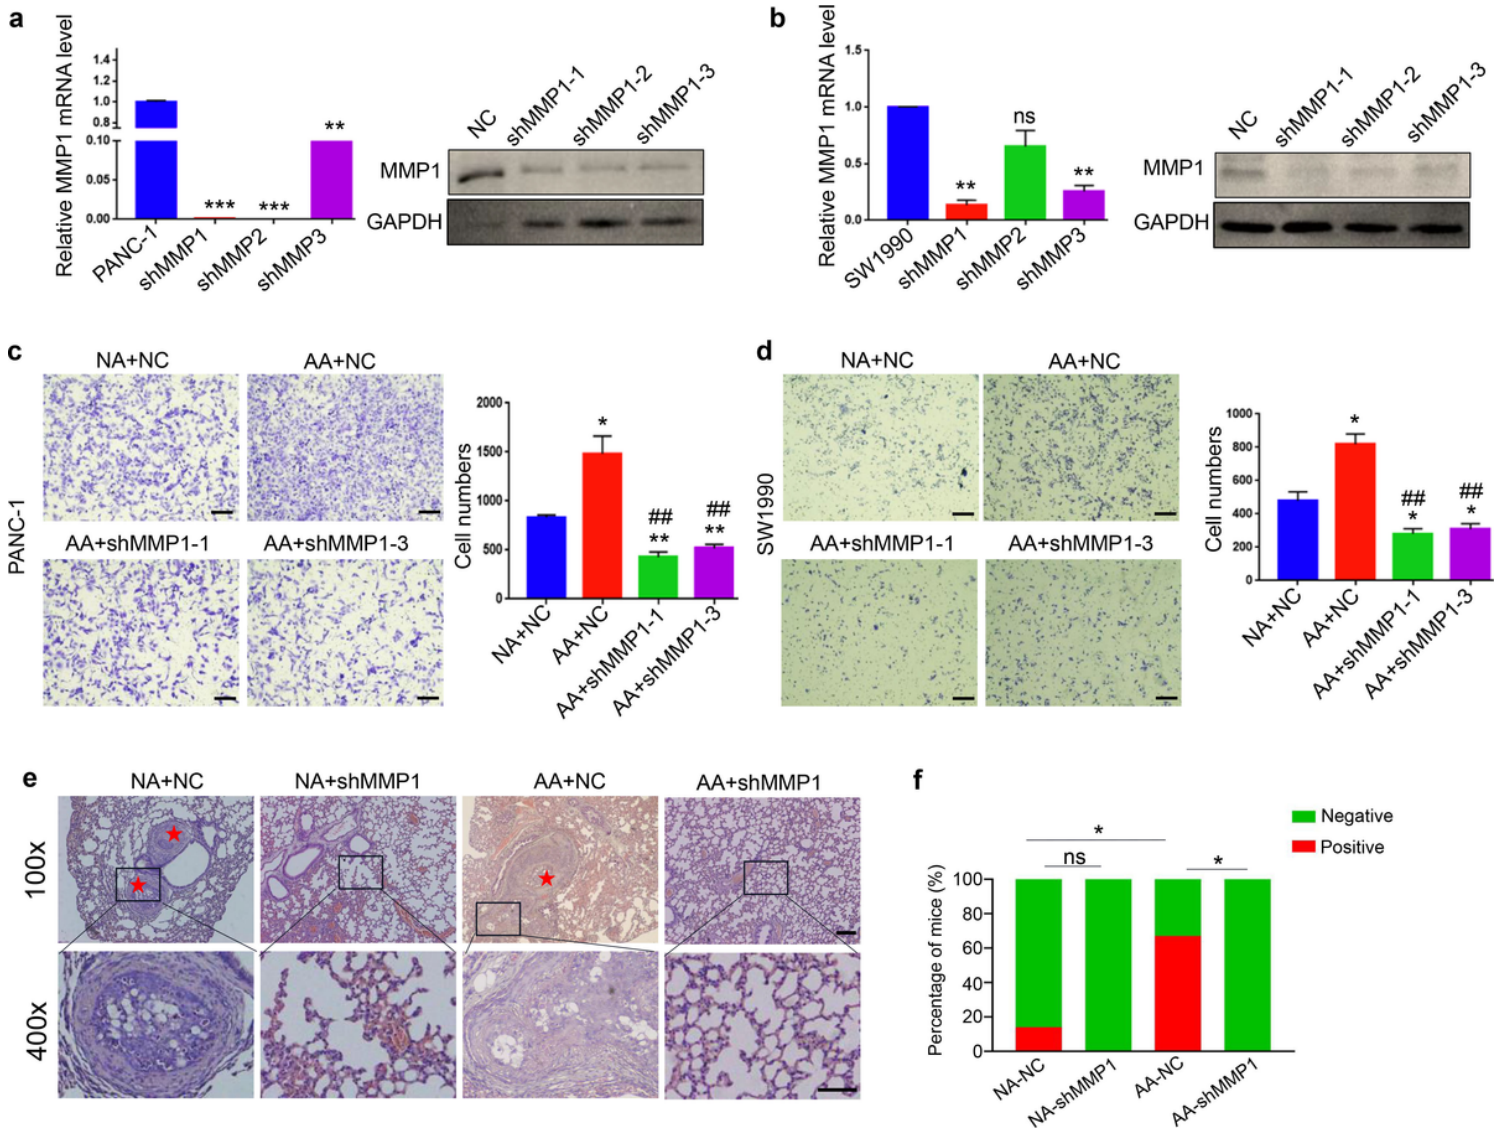 a
Relative MMP1 mRNA level
1.4
1.2
1.0
0.8
0.10
0.05
0.00
***
***
**
PANC-1
shMMP1
shMMP2
shMMP3
NC
shMMP1-1
shMMP1-2
shMMP1-3
MMP1
GAPDH
b
Relative MMP1 mRNA level
1.5
1.0
0.5
0.0
**
ns
**
SW1990
shMMP1
shMMP2
shMMP3
NC
shMMP1-1
shMMP1-2
shMMP1-3
MMP1
GAPDH
c
PANC-1
NA+NC
AA+NC
AA+shMMP1-1
AA+shMMP1-3
Cell numbers
2000
1500
1000
500
0
*
##
**
##
**
NA+NC
AA+NC
AA+shMMP1-1
AA+shMMP1-3
d
SW1990
NA+NC
AA+NC
AA+shMMP1-1
AA+shMMP1-3
Cell numbers
1000
800
600
400
200
0
*
##
*
##
*
NA+NC
AA+NC
AA+shMMP1-1
AA+shMMP1-3
e
NA+NC
NA+shMMP1
AA+NC
AA+shMMP1
100x
400x
f
Negative
Positive
Percentage of mice (%)
100
80
60
40
20
0
*
ns
*
NA-NC
NA-shMMP1
AA-NC
AA-shMMP1